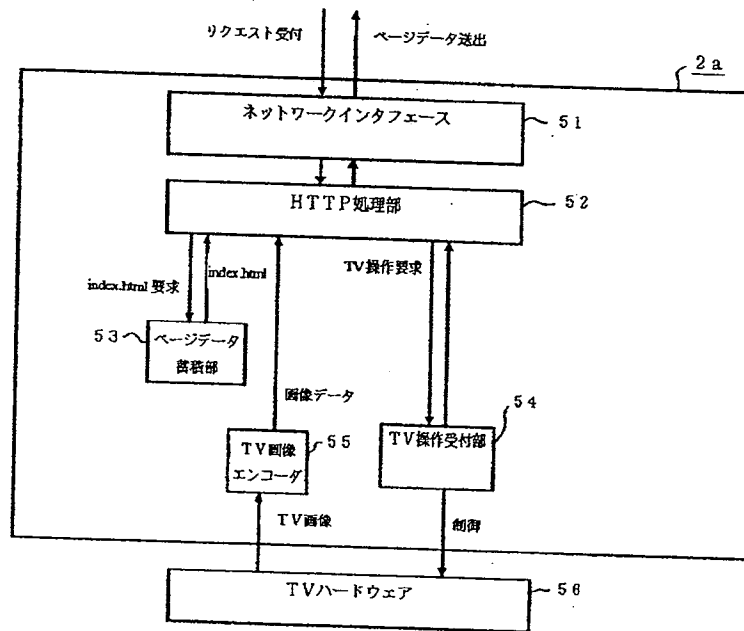 リクエスト受付
ページデータ送出
2a
ネットワークインタフェース
51
HTTP処理部
52
index.html 要求
index.html
TV操作要求
53
ページデータ
蓄積部
画像データ
54
TV操作受付部
TV画像
エンコーダ
55
TV画像
制御
TVハードウェア
56